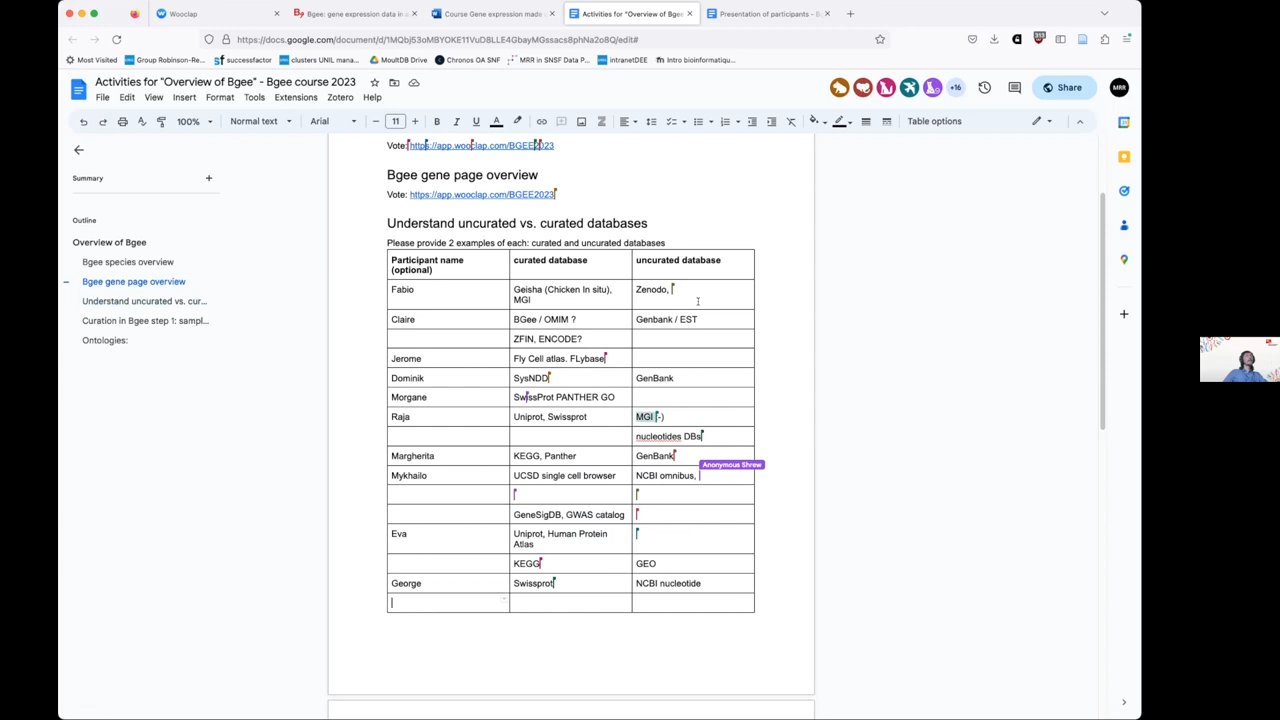 Wooclap
Bgee: gene expression data in a
Course Gene expression made
Activities for "Overview of Bgee
Presentation of participants - B
https://docs.google.com/document/d/1MQbj53oMBYOKE11VuD8LLE4GbayMGssacs8phNa2o8Q/edit#
Most Visited
Group Robinson-Re...
successfactor
clusters UNIL manag...
MoultDB Drive
Chronos OA SNF
MRR in SNSF Data P...
intranetDEE
Intro bioinformatiqu...
Activities for "Overview of Bgee" - Bgee course 2023
File Edit View Insert Format Tools Extensions Zotero Help
+16
Share
MRR
100%
Normal text
Arial
11
Table options
Summary
Outline
Overview of Bgee
Bgee species overview
Bgee gene page overview
Understand uncurated vs. cur...
Curation in Bgee step 1: sampl...
Ontologies:
Vote: https://app.wooclap.com/BGEE2023
Bgee gene page overview
Vote: https://app.wooclap.com/BGEE2023
Understand uncurated vs. curated databases
Please provide 2 examples of each: curated and uncurated databases
Participant name (optional) curated database uncurated database
Fabio Geisha (Chicken In situ), MGI Zenodo,
Claire BGee / OMIM ? Genbank / EST
ZFIN, ENCODE?
Jerome Fly Cell atlas. FLybase
Dominik SysNDD GenBank
Morgane SwissProt PANTHER GO
Raja Uniprot, Swissprot MGI :-)
nucleotides DBs
Margherita KEGG, Panther GenBank
Anonymous Shrew
Mykhailo UCSD single cell browser NCBI omnibus,
GeneSigDB, GWAS catalog
Eva Uniprot, Human Protein Atlas
KEGG GEO
George Swissprot NCBI nucleotide